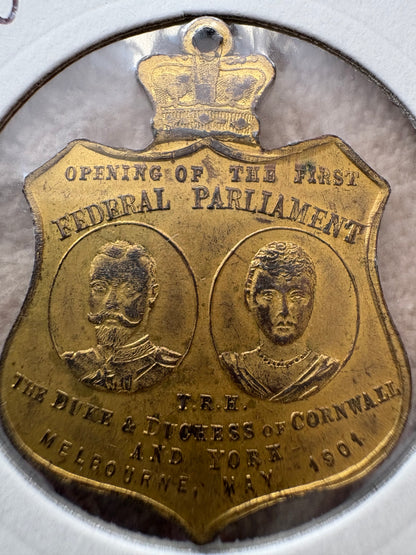 OPENING OF THE FIRST
FEDERAL PARLIAMENT
T.R.H.
THE DUKE & DUCHESS OF CORNWALL
AND YORK
MELBOURNE, MAY 1901